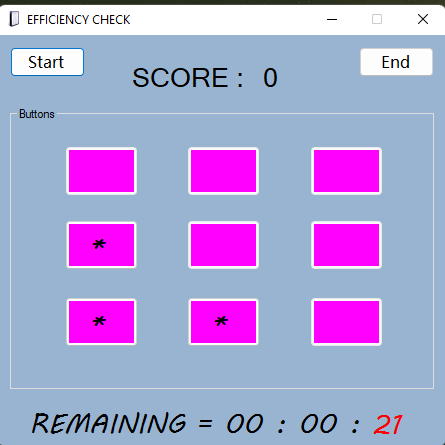 EFFICIENCY CHECK
Start
End
SCORE : 0
Buttons
*
* *
REMAINING = 00 : 00 : 21